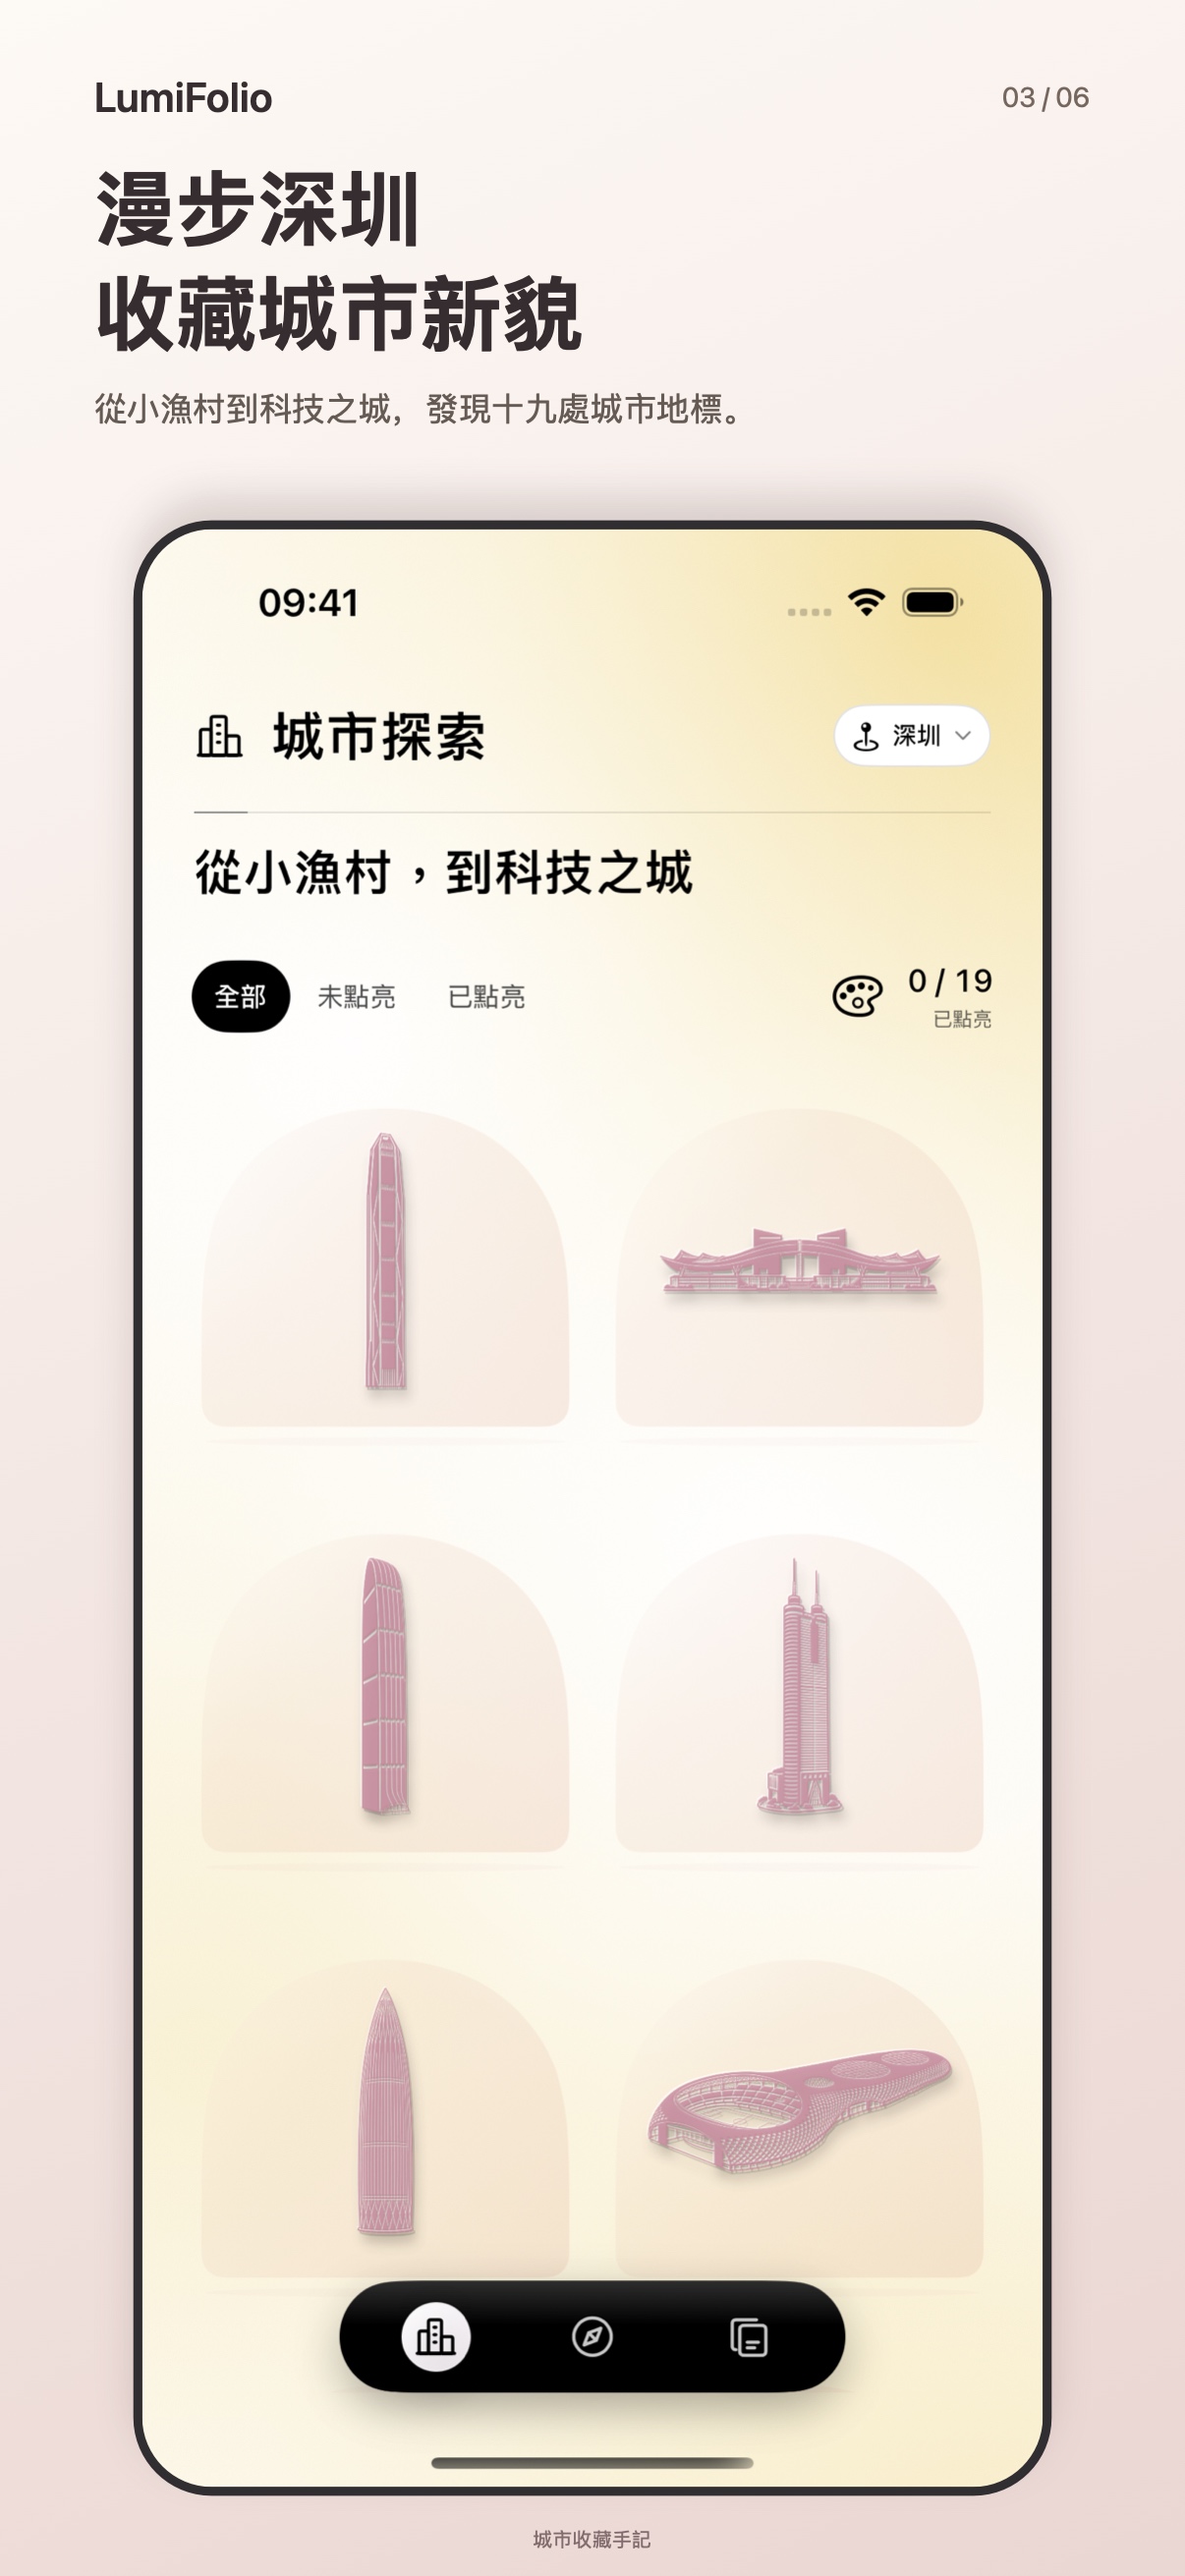 LumiFolio
03 / 06
漫步深圳
收藏城市新貌
從小漁村到科技之城，發現十九處城市地標。
09:41
城市探索
深圳
從小漁村，到科技之城
全部 未點亮 已點亮
0 / 19
已點亮
城市收藏手記